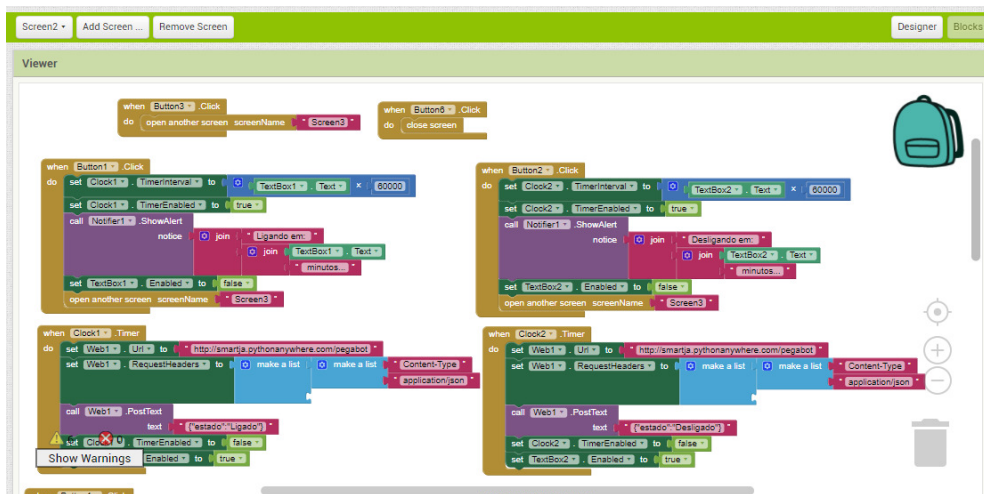 Screen2 Add Screen ... Remove Screen Designer Blocks
Viewer
when Button3 .Click
do open another screen screenName " Screen3 "
when Button6 .Click
do close screen
when Button1 .Click
do set Clock1 . TimerInterval to TextBox1 . Text × 60000
set Clock1 . TimerEnabled to true
call Notifier1 .ShowAlert
notice join " Ligando em: "
join TextBox1 . Text
" minutos... "
set TextBox1 . Enabled to false
open another screen screenName " Screen3 "
when Button2 .Click
do set Clock2 . TimerInterval to TextBox2 . Text × 60000
set Clock2 . TimerEnabled to true
call Notifier1 .ShowAlert
notice join " Desligando em: "
join TextBox2 . Text
" minutos... "
set TextBox2 . Enabled to false
open another screen screenName " Screen3 "
when Clock1 .Timer
do set Web1 . Url to " http://smartja.pythonanywhere.com/pegabot "
set Web1 . RequestHeaders to make a list make a list " Content-Type "
" application/json "
call Web1 .PostText
text " {"estado":"Ligado"} "
set . TimerEnabled to false
Enabled to true
Show Warnings
when Clock2 .Timer
do set Web1 . Url to " http://smartja.pythonanywhere.com/pegabot "
set Web1 . RequestHeaders to make a list make a list " Content-Type "
" application/json "
call Web1 .PostText
text " {"estado":"Desligado"} "
set Clock2 . TimerEnabled to false
set TextBox2 . Enabled to true